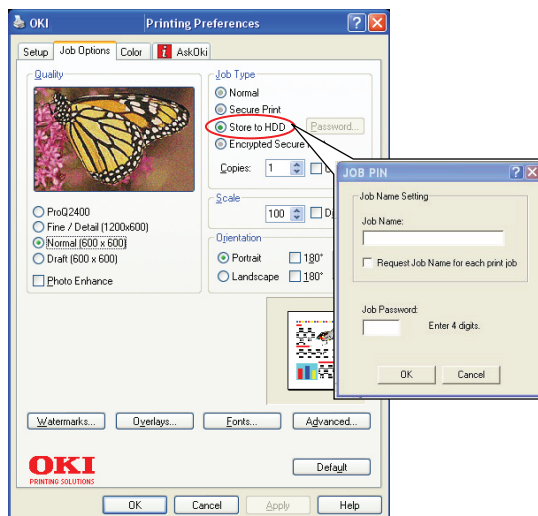 OKI Printing Preferences
Setup Job Options Color i AskOki
Quality
ProQ2400
Fine / Detail (1200x600)
Normal (600 x 600)
Draft (600 x 600)
Photo Enhance
Job Type
Normal
Secure Print
Store to HDD Password...
Encrypted Secure
Copies: 1
Scale
100
Orientation
Portrait 180°
Landscape 180°
JOB PIN
Job Name Setting
Job Name:
Request Job Name for each print job
Job Password:
Enter 4 digits.
OK Cancel
Watermarks... Overlays... Fonts... Advanced...
OKI
PRINTING SOLUTIONS
Default
OK Cancel Apply Help